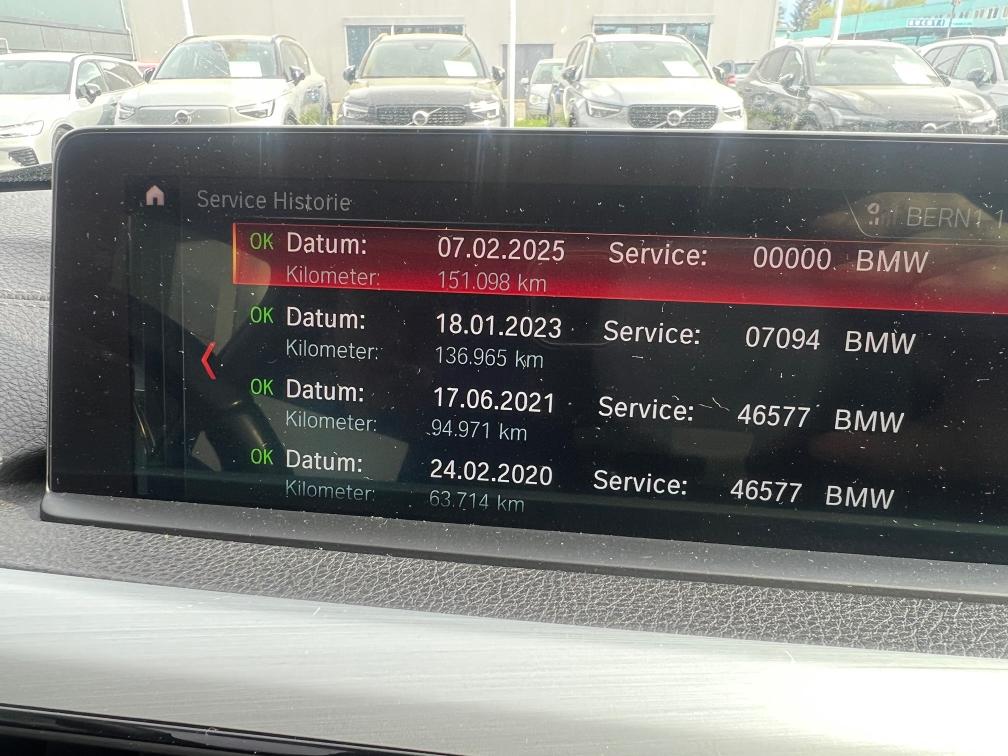 Service Historie
BERN1
OK Datum: 07.02.2025 Service: 00000 BMW
Kilometer: 151.098 km
OK Datum: 18.01.2023 Service: 07094 BMW
Kilometer: 136.965 km
OK Datum: 17.06.2021 Service: 46577 BMW
Kilometer: 94.971 km
OK Datum: 24.02.2020 Service: 46577 BMW
Kilometer: 63.714 km